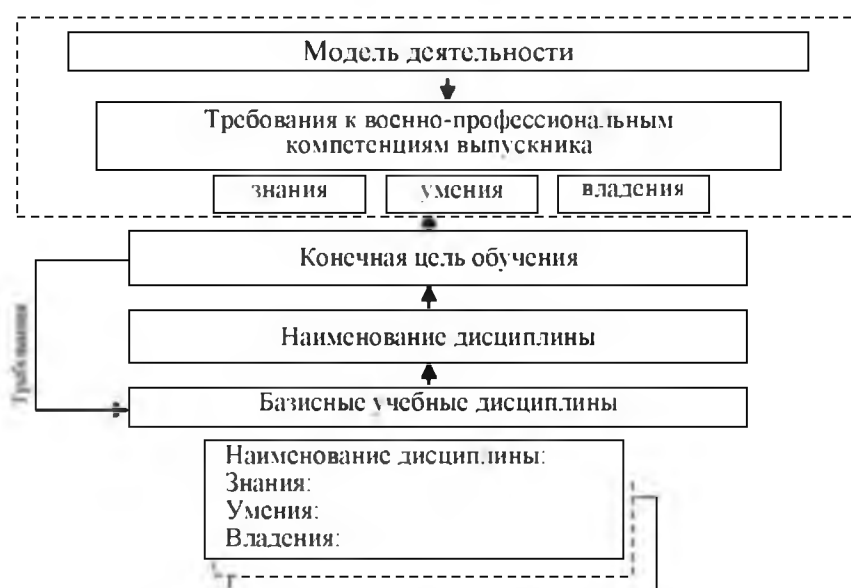 Модель деятельности
Требования к военно-профессиональным
компетенциям выпускника
знания
умения
владения
Конечная цель обучения
Наименование дисциплины
Требования
Базисные учебные дисциплины
Наименование дисциплины:
Знания:
Умения:
Владения: